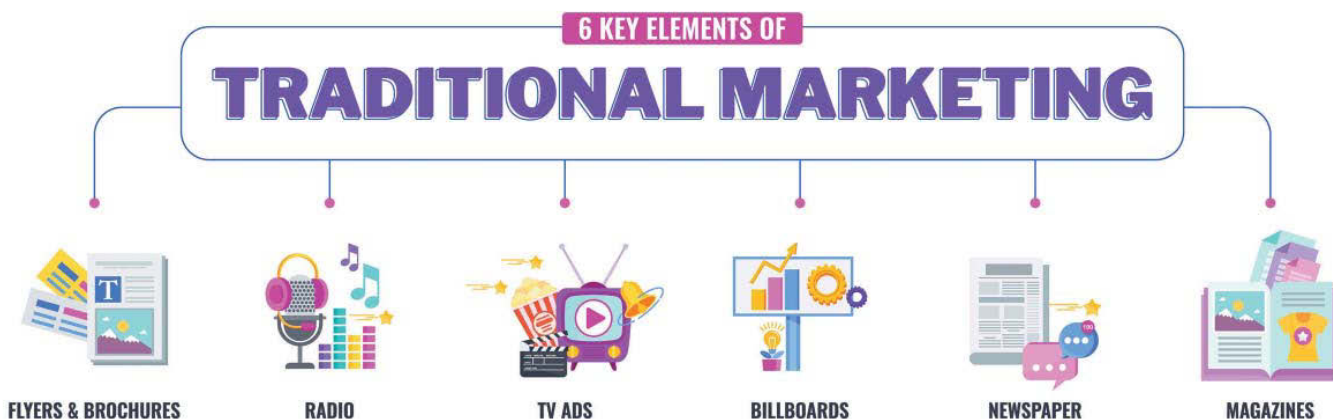 6 KEY ELEMENTS OF
TRADITIONAL MARKETING
T
FLYERS & BROCHURES
RADIO
TV ADS
BILLBOARDS
NEWSPAPER
MAGAZINES